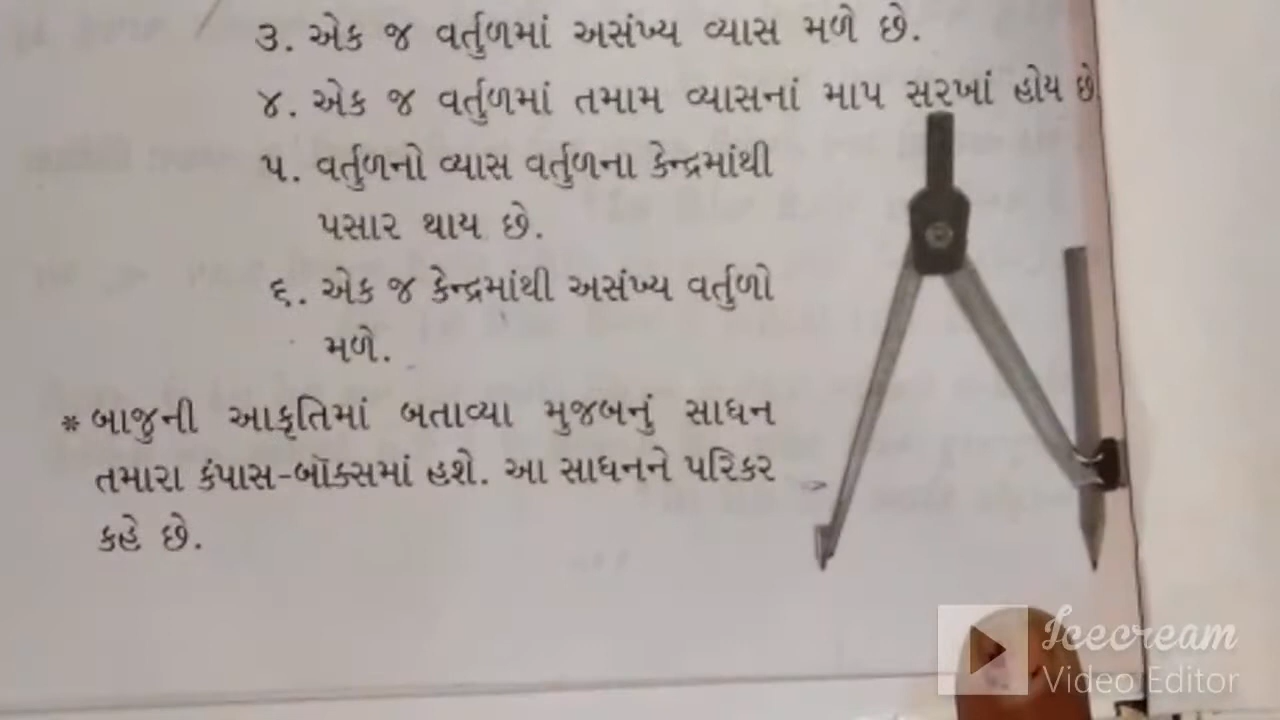 ૩. એક જ વર્તુળમાં અસંખ્ય વ્યાસ મળે છે.
૪. એક જ વર્તુળમાં તમામ વ્યાસનાં માપ સરખાં હોય છે
૫. વર્તુળનો વ્યાસ વર્તુળના કેન્દ્રમાંથી
પસાર થાય છે.
૬. એક જ કેન્દ્રમાંથી અસંખ્ય વર્તુળો
મળે.
* બાજુની આકૃતિમાં બતાવ્યા મુજબનું સાધન
તમારા કંપાસ-બૉક્સમાં હશે. આ સાધનને પરિકર
કહે છે.
Icecream
Video Editor